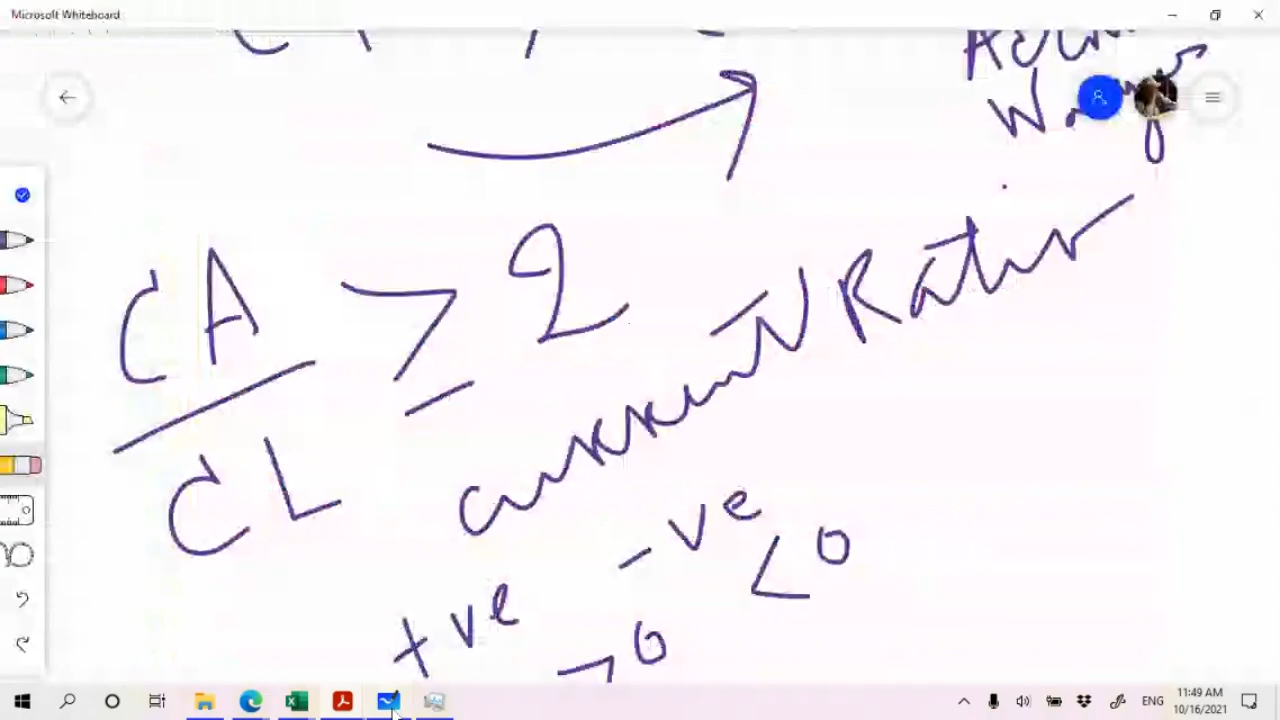 Microsoft Whiteboard
CA
CL
≥ 2
current Ratio
-ve <0
+ve >0
ENG
11:49 AM
10/16/2021